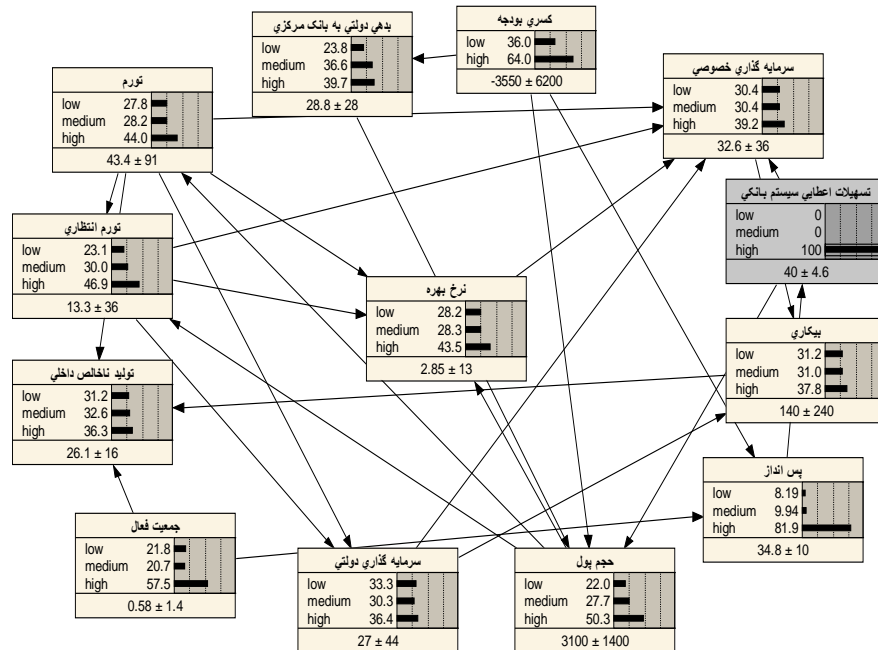 كسري بودجه
low 36.0
high 64.0
-3550 ± 6200
بدهي دولتي به بانک مرکزي
low 23.8
medium 36.6
high 39.7
28.8 ± 28
سرمايه گذاري خصوصي
low 30.4
medium 30.4
high 39.2
32.6 ± 36
تورم
low 27.8
medium 28.2
high 44.0
43.4 ± 91
تسهيلات اعطايي سيستم بانکي
low 0
medium 0
high 100
40 ± 4.6
تورم انتظاري
low 23.1
medium 30.0
high 46.9
13.3 ± 36
نرخ بهره
low 28.2
medium 28.3
high 43.5
2.85 ± 13
بيکاري
low 31.2
medium 31.0
high 37.8
140 ± 240
توليد ناخالص داخلي
low 31.2
medium 32.6
high 36.3
26.1 ± 16
پس انداز
low 8.19
medium 9.94
high 81.9
34.8 ± 10
جمعيت فعال
low 21.8
medium 20.7
high 57.5
0.58 ± 1.4
سرمايه گذاري دولتي
low 33.3
medium 30.3
high 36.4
27 ± 44
حجم پول
low 22.0
medium 27.7
high 50.3
3100 ± 1400